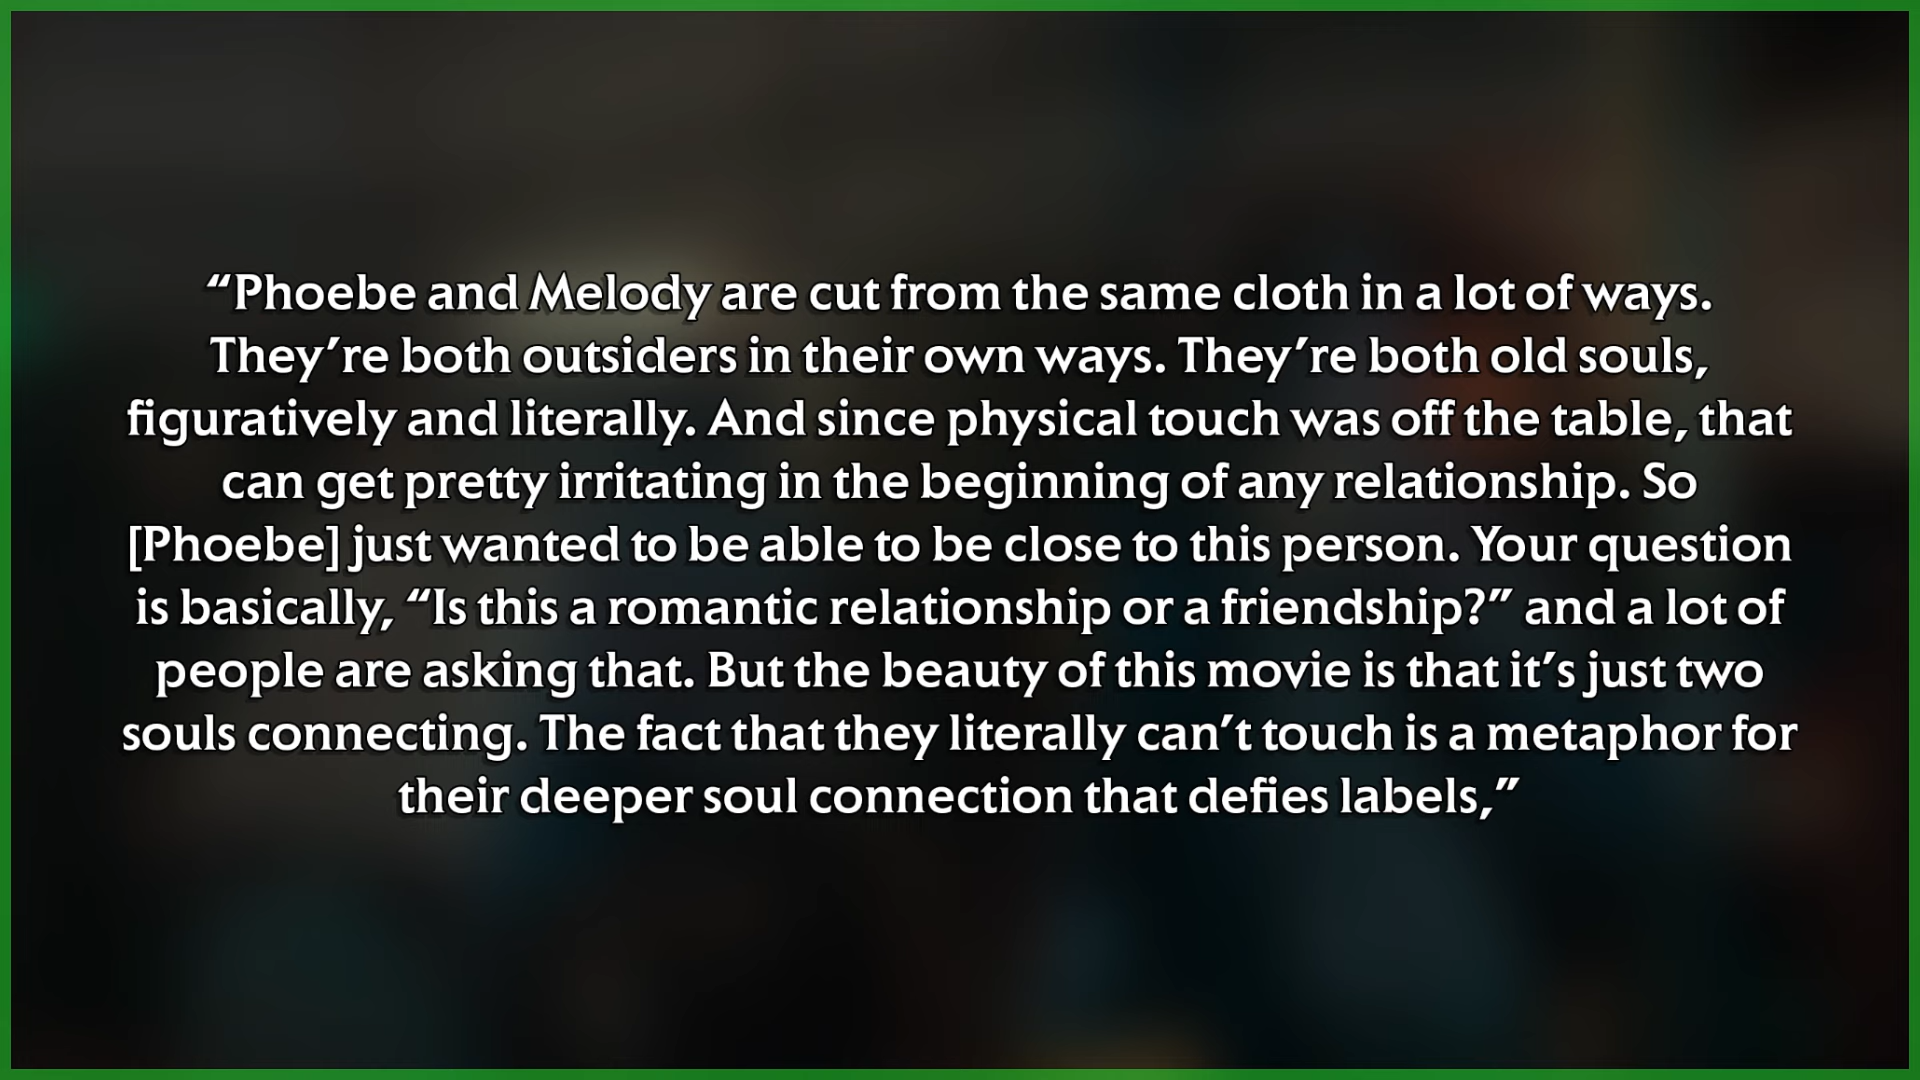 “Phoebe and Melody are cut from the same cloth in a lot of ways.
They’re both outsiders in their own ways. They’re both old souls,
figuratively and literally. And since physical touch was off the table, that
can get pretty irritating in the beginning of any relationship. So
[Phoebe] just wanted to be able to be close to this person. Your question
is basically, “Is this a romantic relationship or a friendship?” and a lot of
people are asking that. But the beauty of this movie is that it’s just two
souls connecting. The fact that they literally can’t touch is a metaphor for
their deeper soul connection that defies labels,”